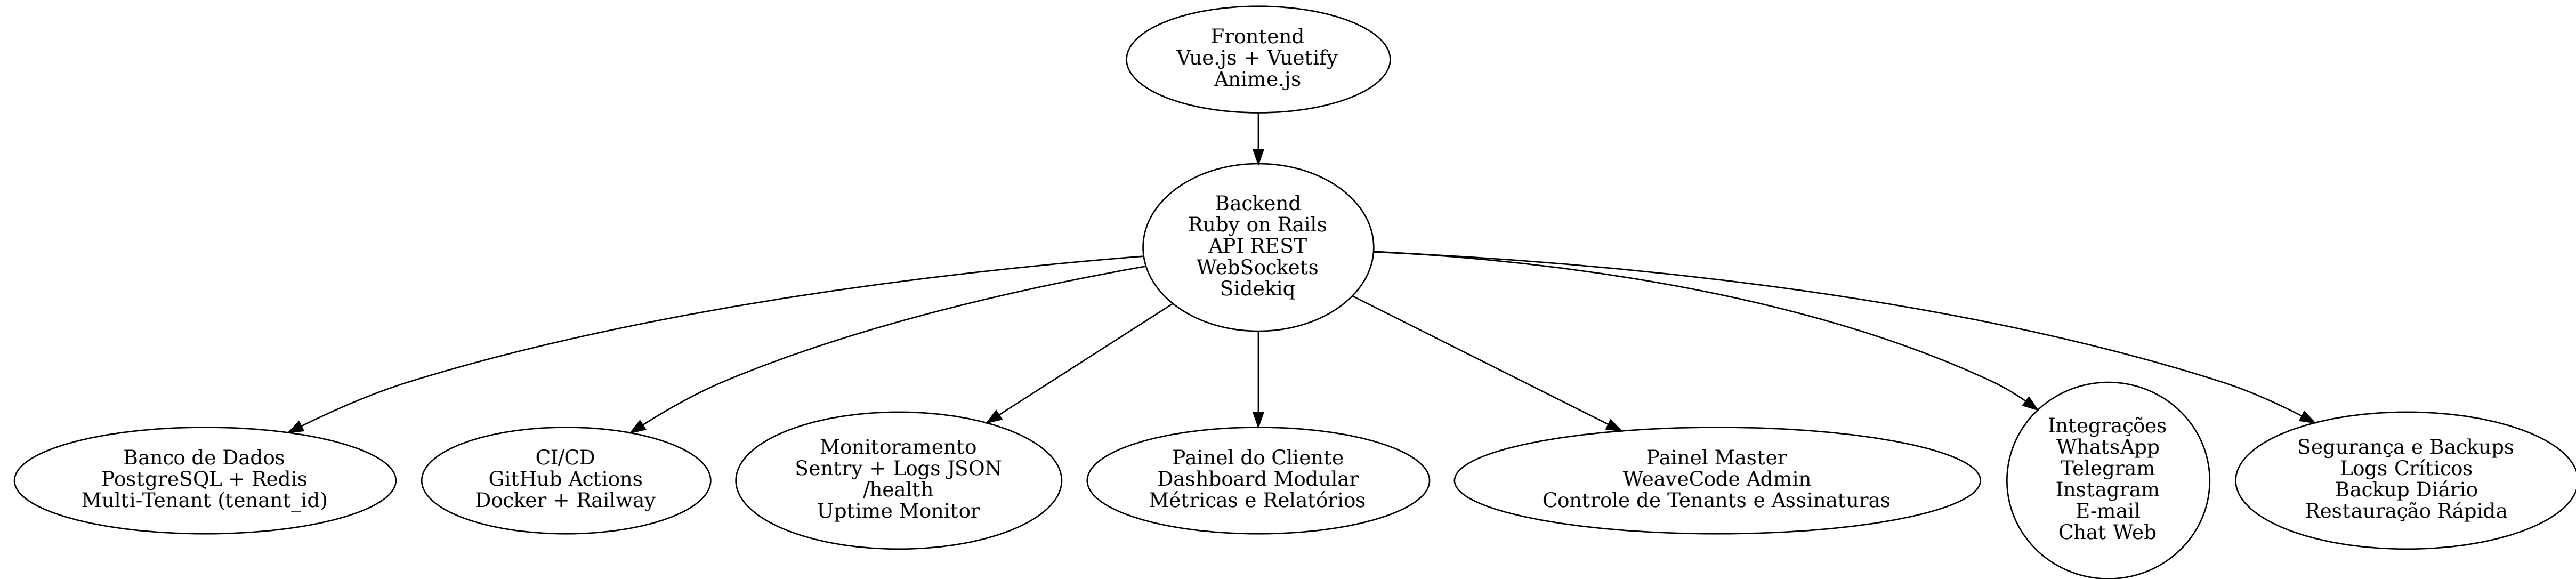 Frontend
Vue.js + Vuetify
Anime.js
Backend
Ruby on Rails
API REST
WebSockets
Sidekiq
Banco de Dados
PostgreSQL + Redis
Multi-Tenant (tenant_id)
CI/CD
GitHub Actions
Docker + Railway
Monitoramento
Sentry + Logs JSON
/health
Uptime Monitor
Painel do Cliente
Dashboard Modular
Métricas e Relatórios
Painel Master
WeaveCode Admin
Controle de Tenants e Assinaturas
Integrações
WhatsApp
Telegram
Instagram
E-mail
Chat Web
Segurança e Backups
Logs Críticos
Backup Diário
Restauração Rápida